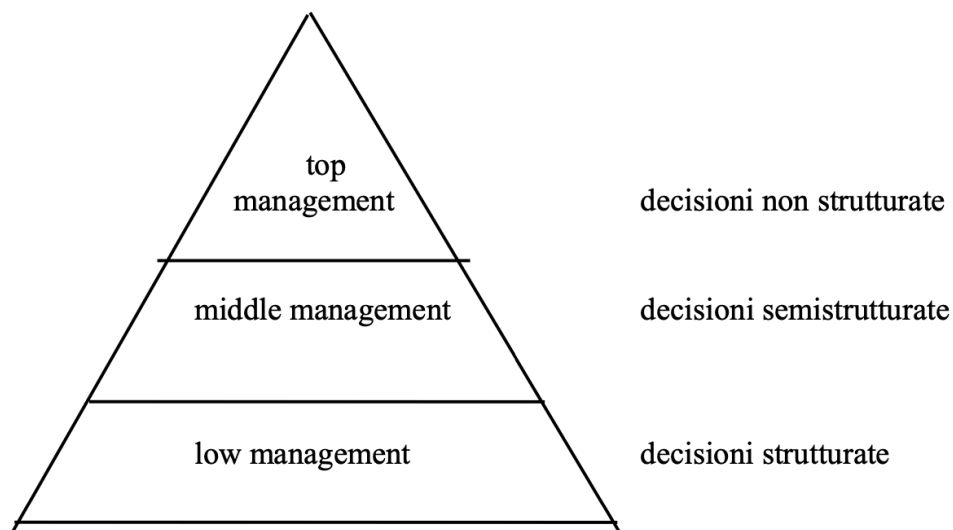 top
management
decisioni non strutturate
middle management
decisioni semistrutturate
low management
decisioni strutturate